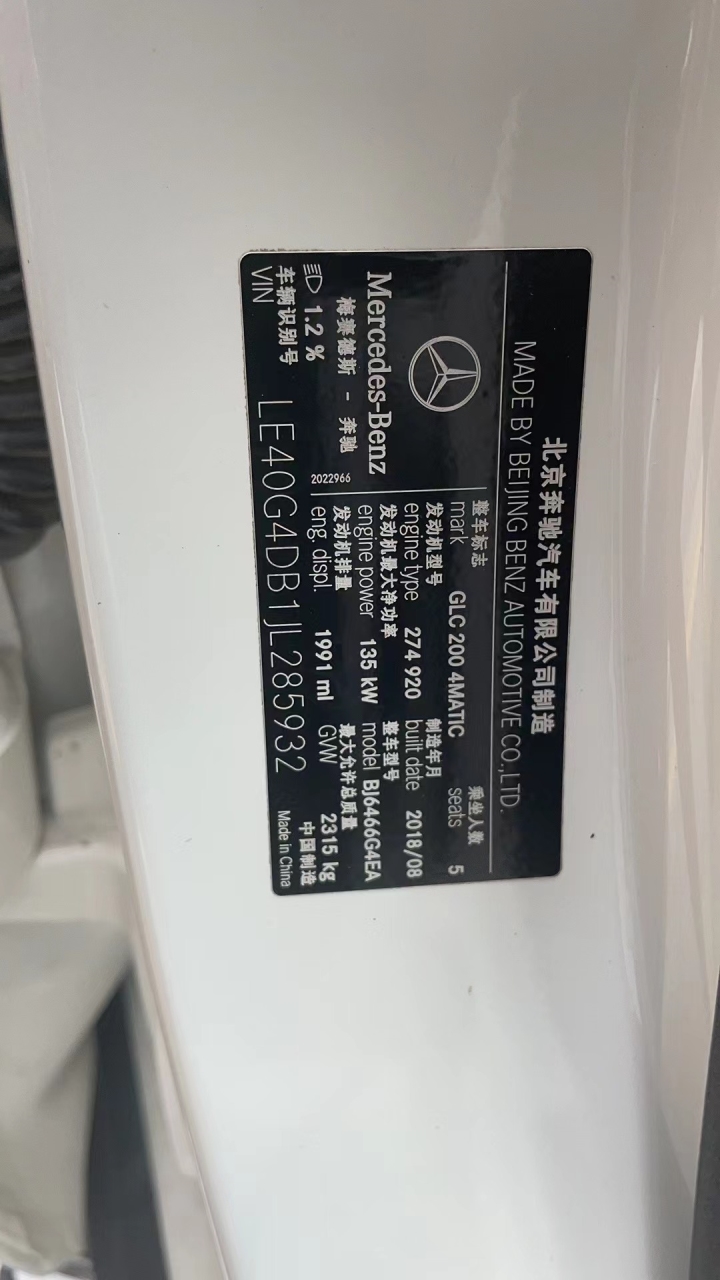 北京奔驰汽车有限公司制造
MADE BY BEIJING BENZ AUTOMOTIVE CO.,LTD.
Mercedes-Benz
梅赛德斯 - 奔驰
1.2 %
2022966
整车标志
mark GLC 200 4MATIC
乘坐人数
seats 5
发动机型号
engine type 274 920
制造年月
built date 2018/08
发动机最大净功率
engine power 135 kW
整车型号
model BJ6466G4EA
发动机排量
eng. displ. 1991 ml
最大允许总质量
GVW 2315 kg
车辆识别号
VIN LE40G4DB1JL285932
中国制造
Made in China